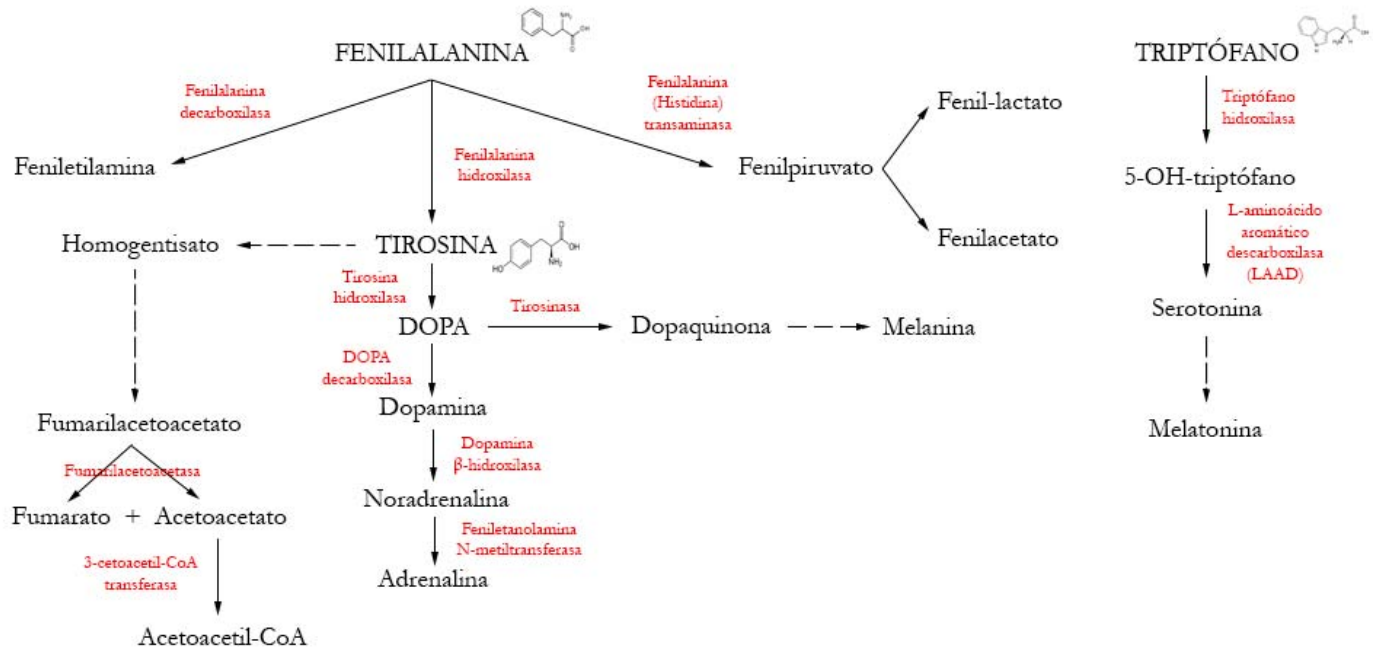 FENILALANINA
TRIPTÓFANO
Fenilalanina
decarboxilasa
Fenilalanina
(Histidina)
transaminasa
Fenil-lactato
Triptófano
hidroxilasa
Feniletilamina
Fenilalanina
hidroxilasa
Fenilpiruvato
5-OH-triptófano
Homogentisato
TIROSINA
Fenilacetato
L-aminoácido
aromático
descarboxilasa
(LAAD)
Tirosina
hidroxilasa
Tirosinasa
Serotonina
DOPA
Dopaquinona
Melanina
DOPA
decarboxilasa
Dopamina
Fumarilacetoacetato
Melatonina
Dopamina
β-hidroxilasa
Fumarilacetoacetasa
Noradrenalina
Fumarato + Acetoacetato
Feniletanolamina
N-metiltransferasa
3-cetoacetil-CoA
transferasa
Adrenalina
Acetoacetil-CoA